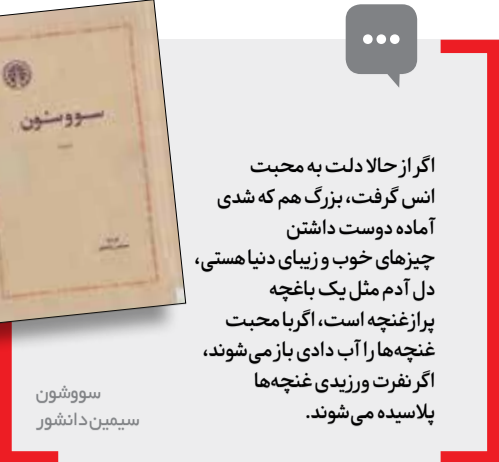 سووشون
اگر از حالا دلت به محبت
انس گرفت، بزرگ هم که شدی
آماده دوست داشتن
چیزهای خوب و زیبای دنیا هستی،
دل آدم مثل یک باغچه
پر از غنچه است، اگر با محبت
غنچه‌ها را آب دادی باز می‌شوند،
اگر نفرت ورزیدی غنچه‌ها
پلاسیده می‌شوند.
سووشون
سیمین دانشور